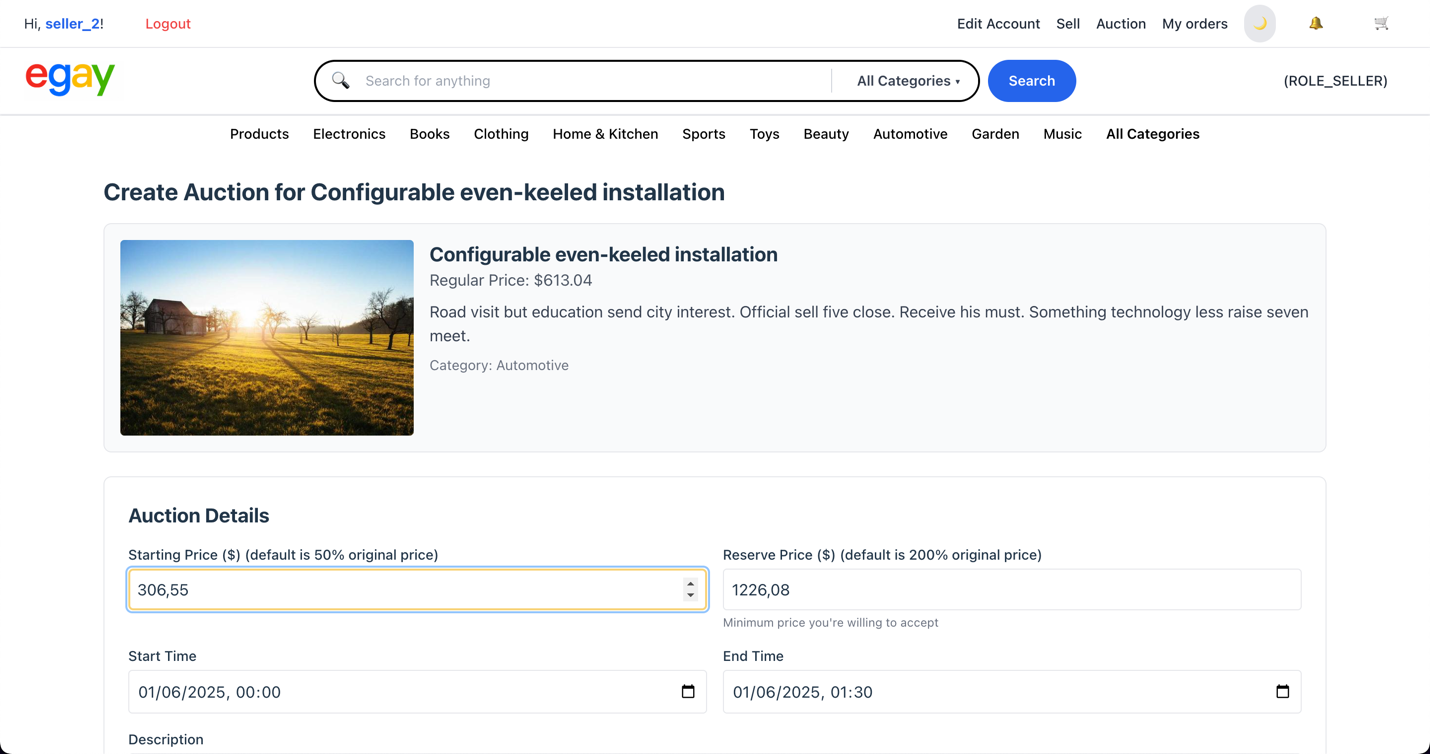 Hi, seller_2! Logout Edit Account Sell Auction My orders
egay Search for anything All Categories ▾ Search (ROLE_SELLER)
Products Electronics Books Clothing Home & Kitchen Sports Toys Beauty Automotive Garden Music All Categories
Create Auction for Configurable even-keeled installation
Configurable even-keeled installation
Regular Price: $613.04
Road visit but education send city interest. Official sell five close. Receive his must. Something technology less raise seven
meet.
Category: Automotive
Auction Details
Starting Price ($) (default is 50% original price) Reserve Price ($) (default is 200% original price)
306,55 1226,08
Minimum price you're willing to accept
Start Time End Time
01/06/2025, 00:00 01/06/2025, 01:30
Description